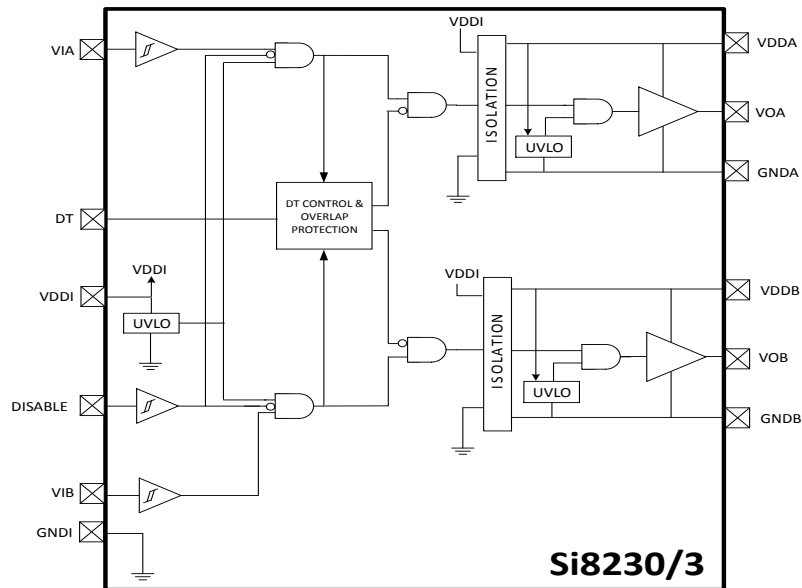 VIA
DT
VDDI
VDDI
UVLO
DISABLE
VIB
GNDI
DT CONTROL &
OVERLAP
PROTECTION
VDDI
ISOLATION
UVLO
VDDA
VOA
GNDA
VDDI
ISOLATION
UVLO
VDDB
VOB
GNDB
Si8230/3